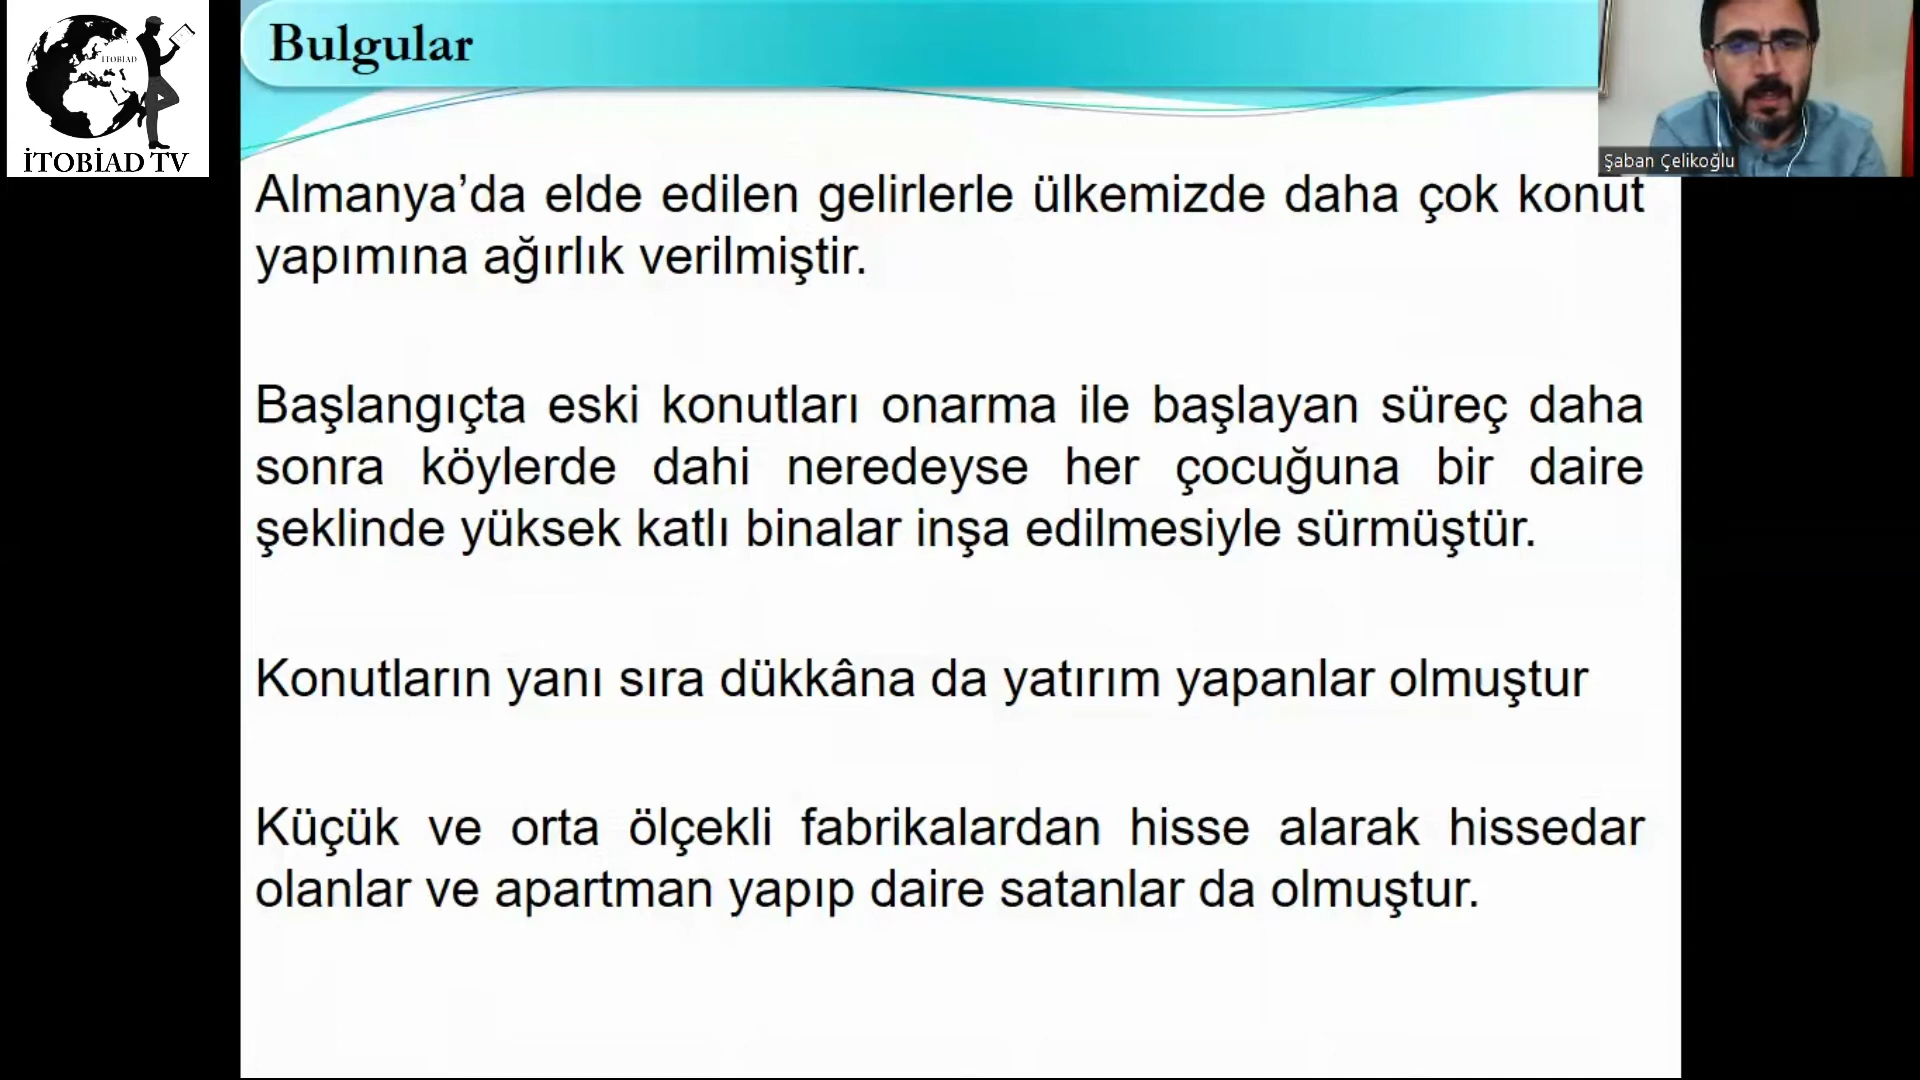 İTOBİAD
İTOBİAD TV
Bulgular
Şaban Çelikoğlu
Almanya’da elde edilen gelirlerle ülkemizde daha çok konut
yapımına ağırlık verilmiştir.
Başlangıçta eski konutları onarma ile başlayan süreç daha
sonra köylerde dahi neredeyse her çocuğuna bir daire
şeklinde yüksek katlı binalar inşa edilmesiyle sürmüştür.
Konutların yanı sıra dükkâna da yatırım yapanlar olmuştur
Küçük ve orta ölçekli fabrikalardan hisse alarak hissedar
olanlar ve apartman yapıp daire satanlar da olmuştur.